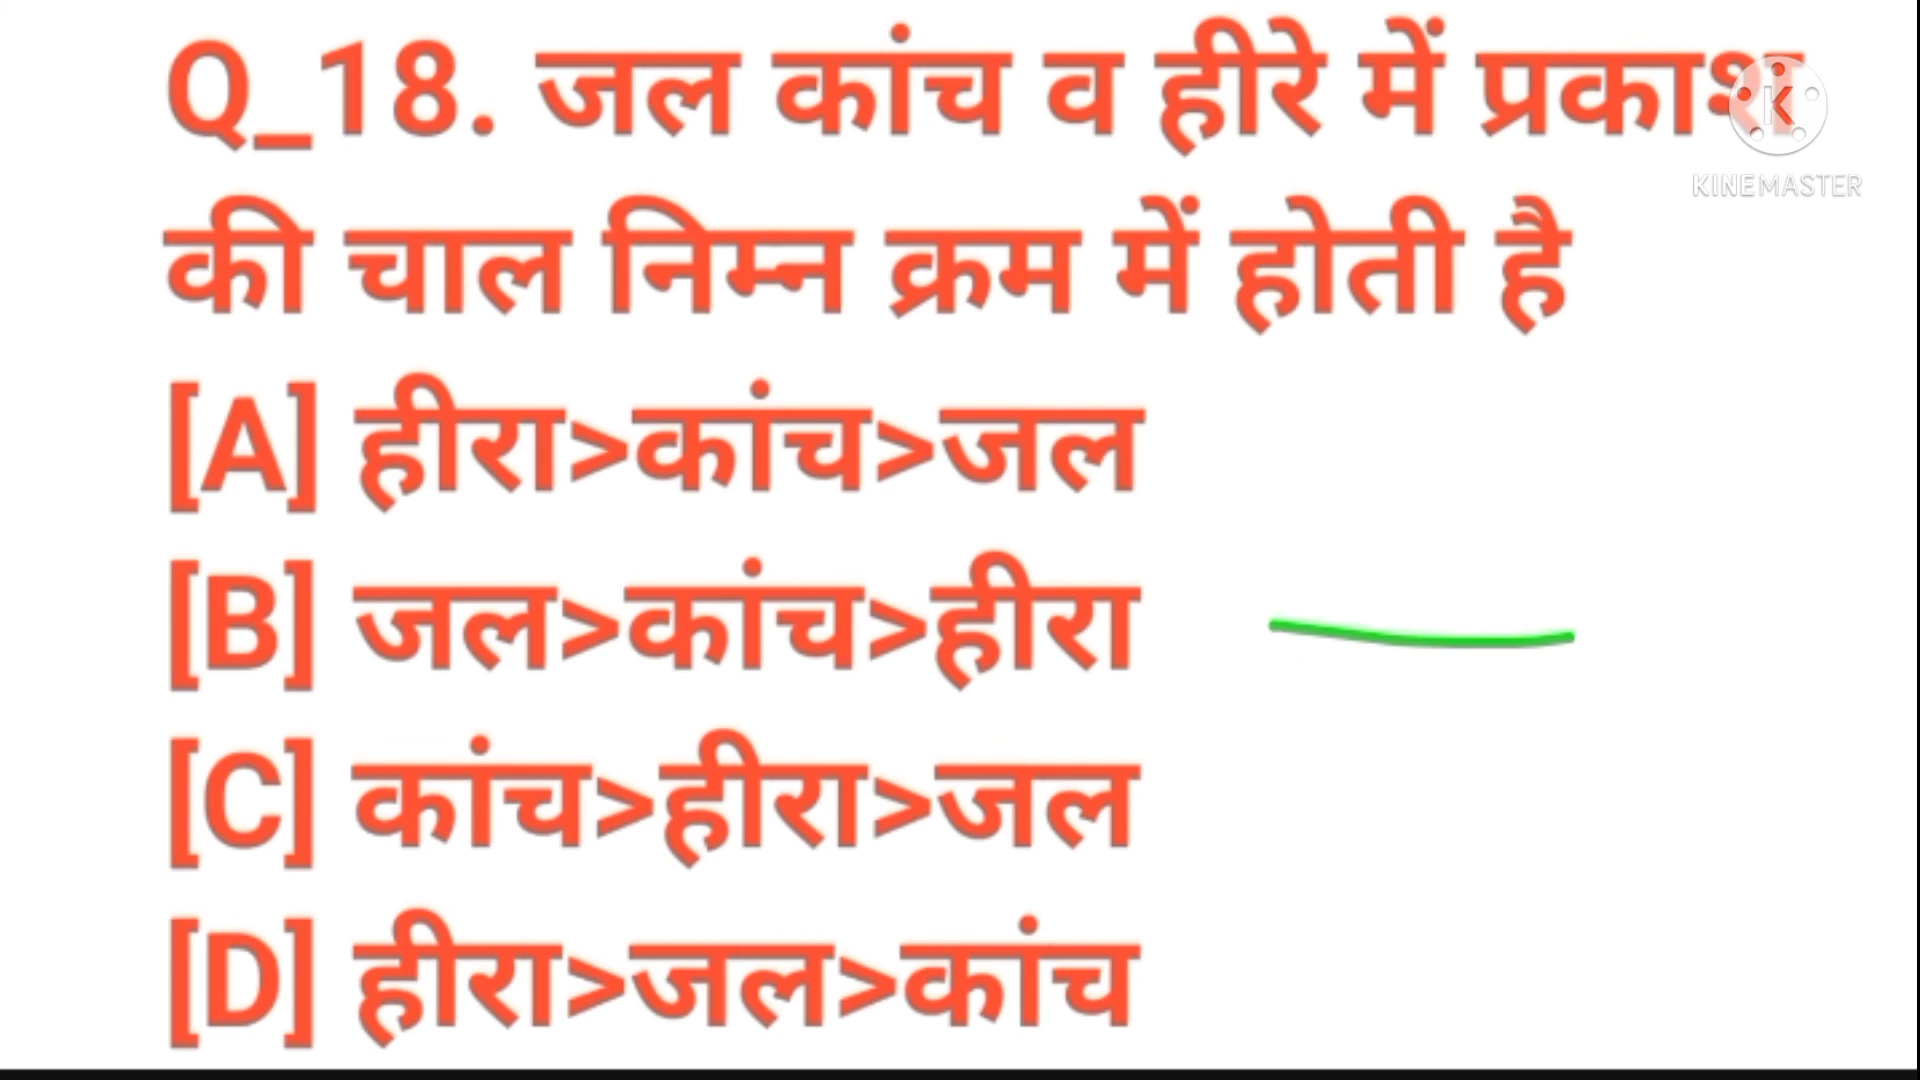 Q_18. जल कांच व हीरे में प्रकाश
KINEMASTER
की चाल निम्न क्रम में होती है
[A] हीरा>कांच>जल
[B] जल>कांच>हीरा
[C] कांच>हीरा>जल
[D] हीरा>जल>कांच